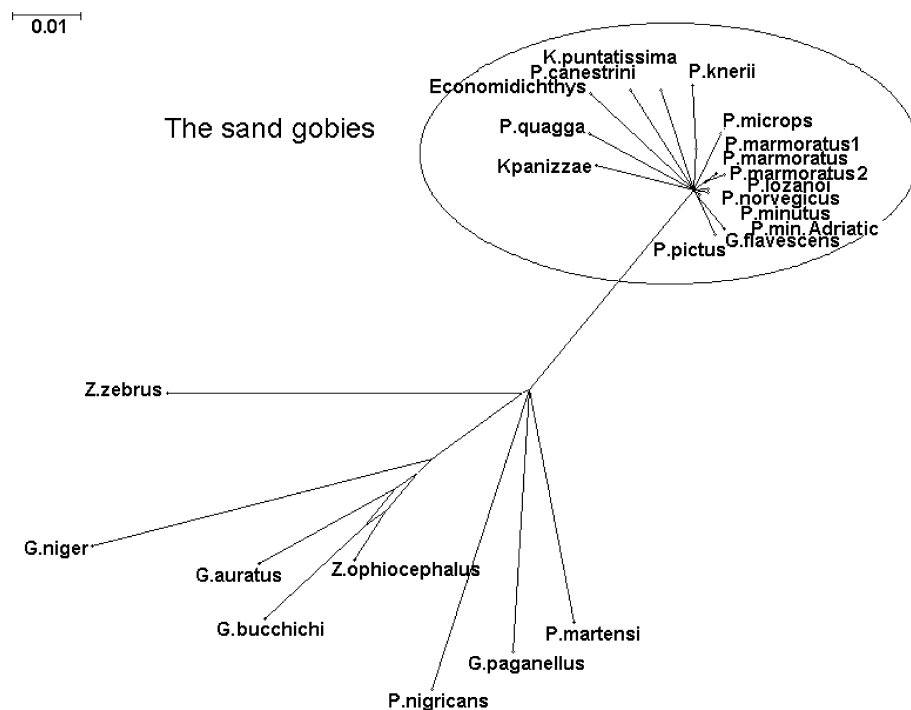 0.01
K.puntatissima
P.canestrini
P.knerii
Economidichthys
The sand gobies
P.quagga
P.microps
P.marmoratus1
P.marmoratus
Kpanizzae
P.marmoratus2
P.lozanoi
P.norvegicus
P.minutus
P.min. Adriatic
G.flavescens
P.pictus
Z.zebrus
G.niger
G.auratus
Z.ophiocephalus
G.bucchichi
P.martensi
G.paganellus
P.nigricans